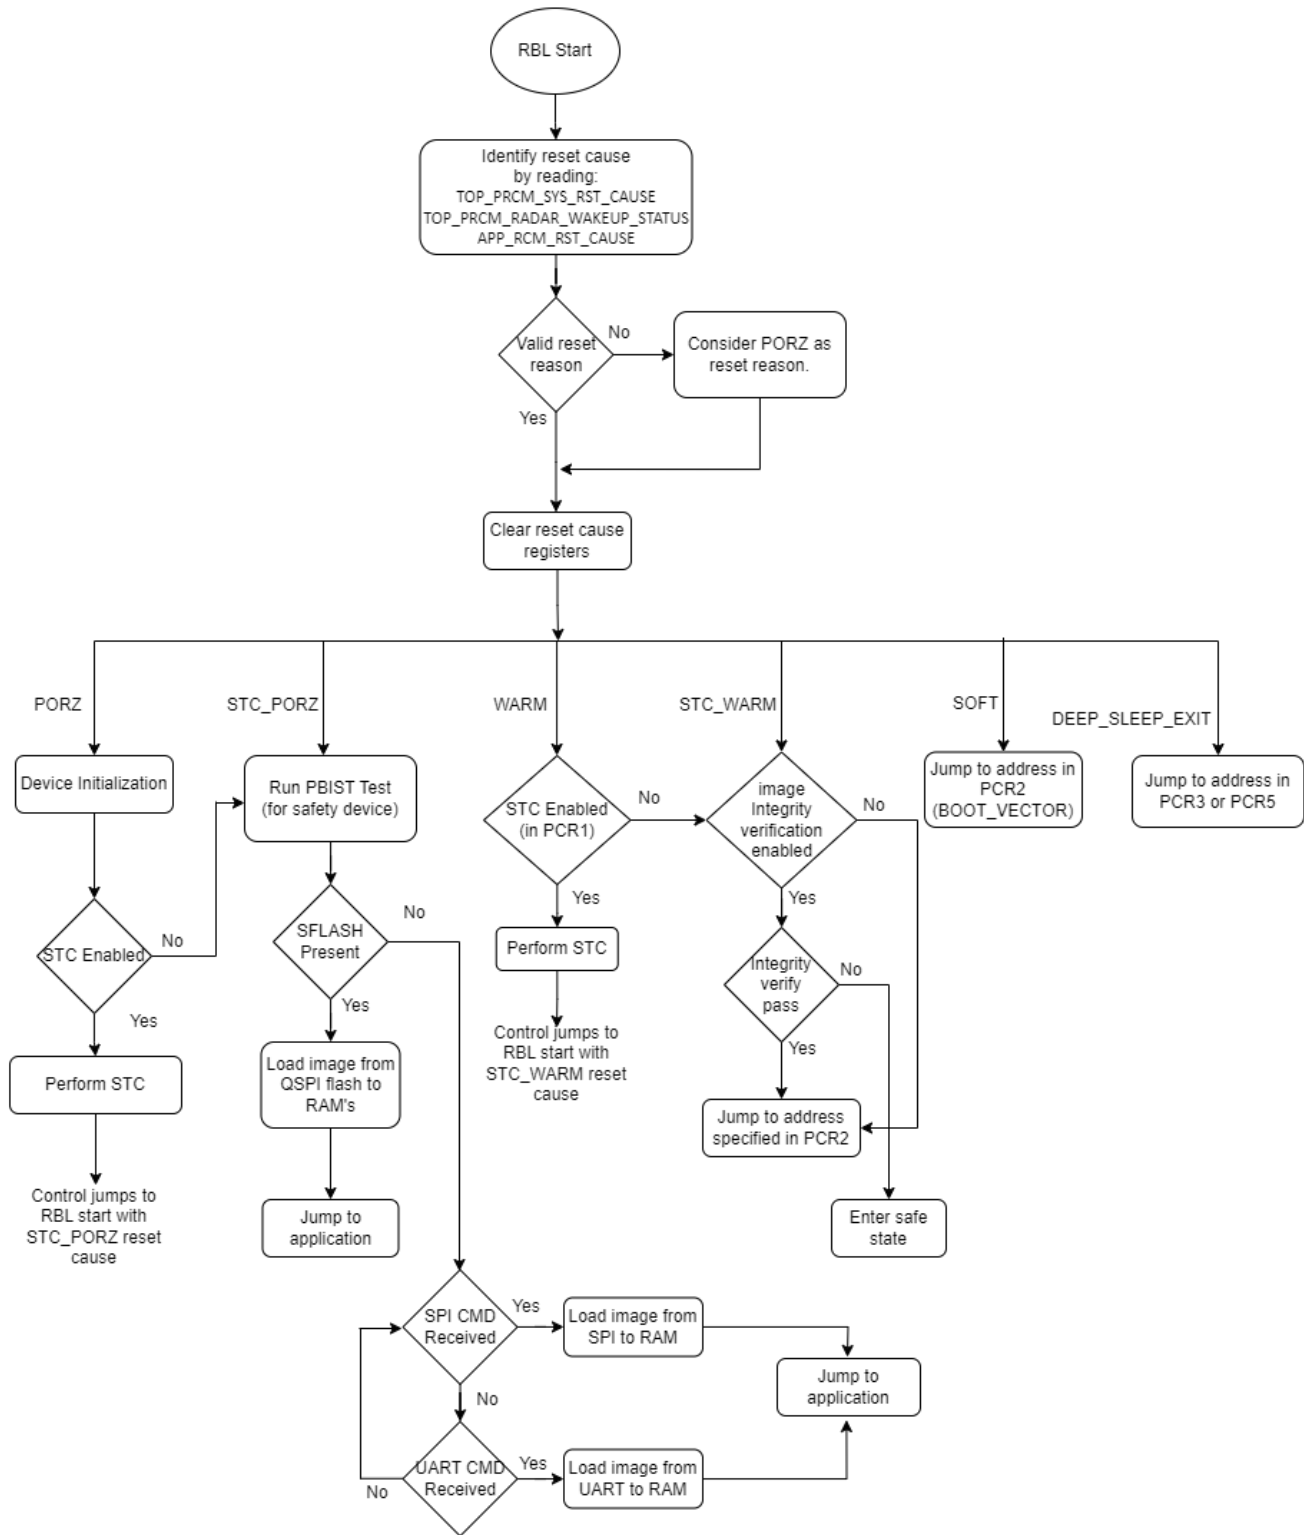 RBL Start
Identify reset cause
by reading:
TOP_PRCM_SYS_RST_CAUSE
TOP_PRCM_RADAR_WAKEUP_STATUS
APP_RCM_RST_CAUSE
Valid reset
reason
No
Consider PORZ as
reset reason.
Yes
Clear reset cause
registers
PORZ
STC_PORZ
WARM
STC_WARM
SOFT
DEEP_SLEEP_EXIT
Device Initialization
Run PBIST Test
(for safety device)
STC Enabled
(in PCR1)
No
image
Integrity
verification
enabled
No
Jump to address in
PCR2
(BOOT_VECTOR)
Jump to address in
PCR3 or PCR5
STC Enabled
No
Yes
SFLASH
Present
No
Yes
Yes
Perform STC
Yes
Integrity
verify
pass
No
Yes
Perform STC
Load image from
QSPI flash to
RAM's
Control jumps to
RBL start with
STC_WARM reset
cause
Jump to address
specified in PCR2
Control jumps to
RBL start with
STC_PORZ reset
cause
Jump to
application
Enter safe
state
SPI CMD
Received
Yes
Load image from
SPI to RAM
No
Jump to
application
UART CMD
Received
Yes
No
Load image from
UART to RAM